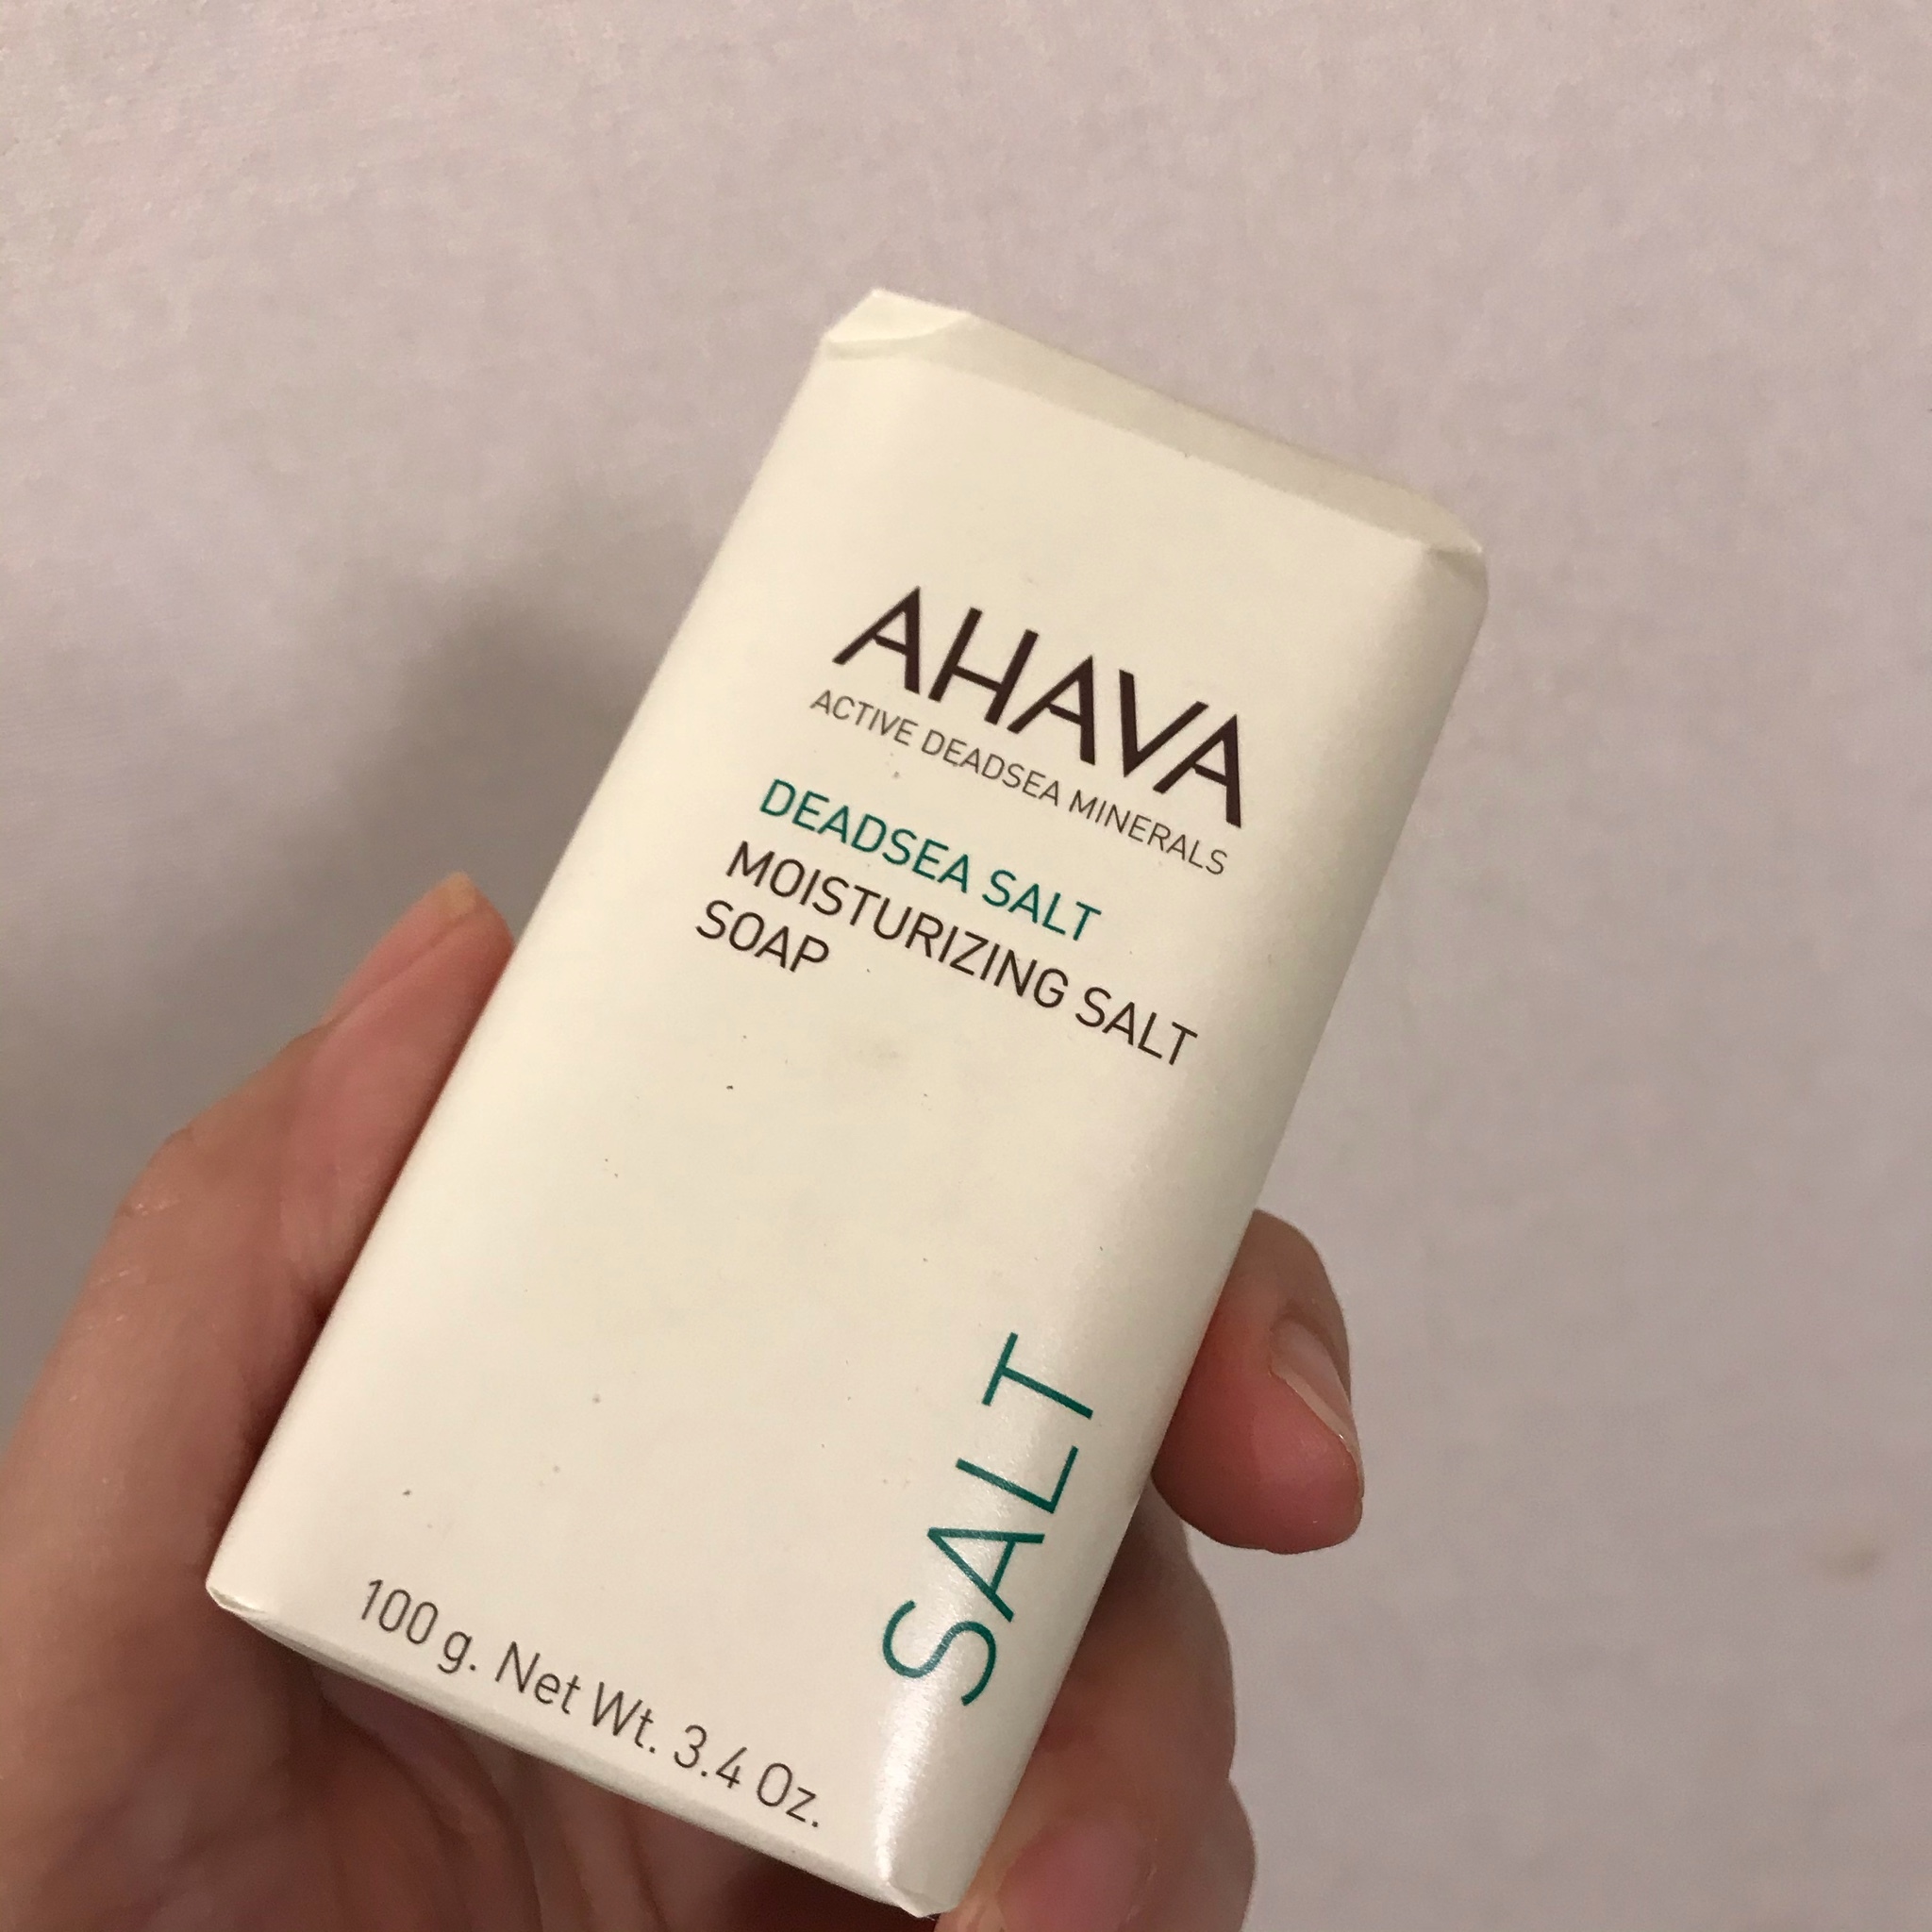 AHAVA
ACTIVE DEADSEA MINERALS
DEADSEA SALT
MOISTURIZING SALT
SOAP
SALT
100 g. Net Wt. 3.4 Oz.